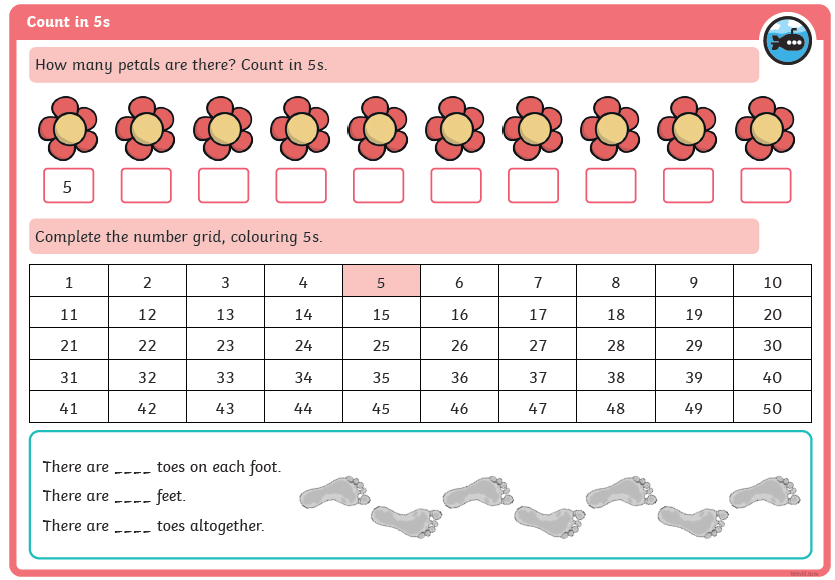 Count in 5s
How many petals are there? Count in 5s.
5
Complete the number grid, colouring 5s.
1 2 3 4 5 6 7 8 9 10
11 12 13 14 15 16 17 18 19 20
21 22 23 24 25 26 27 28 29 30
31 32 33 34 35 36 37 38 39 40
41 42 43 44 45 46 47 48 49 50
There are ____ toes on each foot.
There are ____ feet.
There are ____ toes altogether.